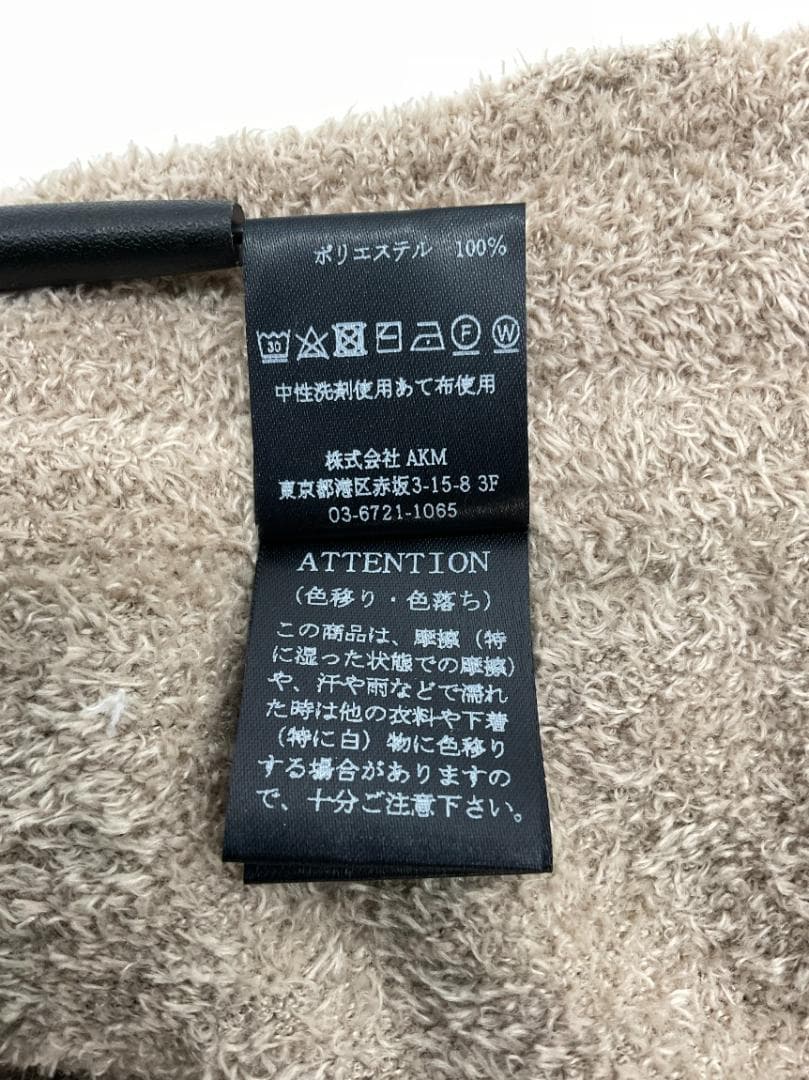 ポリエステル 100%
30 F W
中性洗剤使用あて布使用
株式会社 AKM
東京都港区赤坂3-15-8 3F
03-6721-1065
ATTENTION
(色移り・色落ち)
この商品は、摩擦(特
に湿った状態での摩擦)
や、汗や雨などで濡れ
た時は他の衣料や下着
(特に白)物に色移り
する場合がありますの
で、十分ご注意下さい。